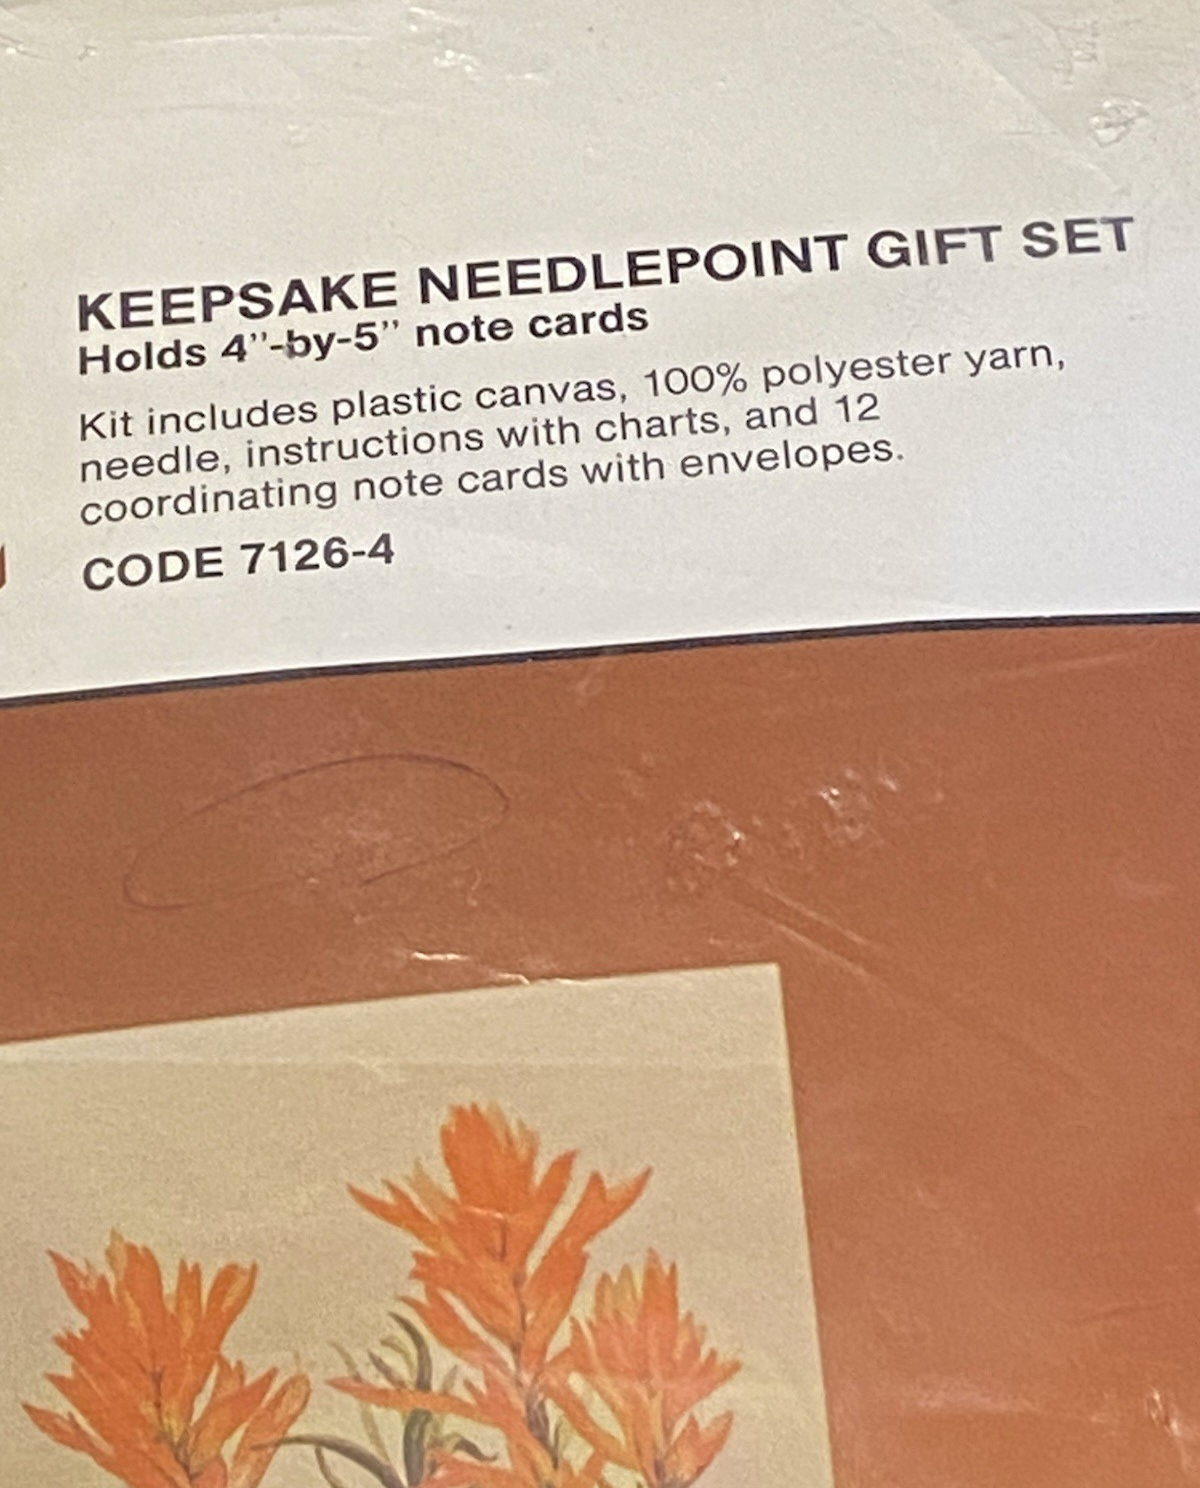 KEEPSAKE NEEDLEPOINT GIFT SET
Holds 4"-by-5" note cards
Kit includes plastic canvas, 100% polyester yarn,
needle, instructions with charts, and 12
coordinating note cards with envelopes.
CODE 7126-4